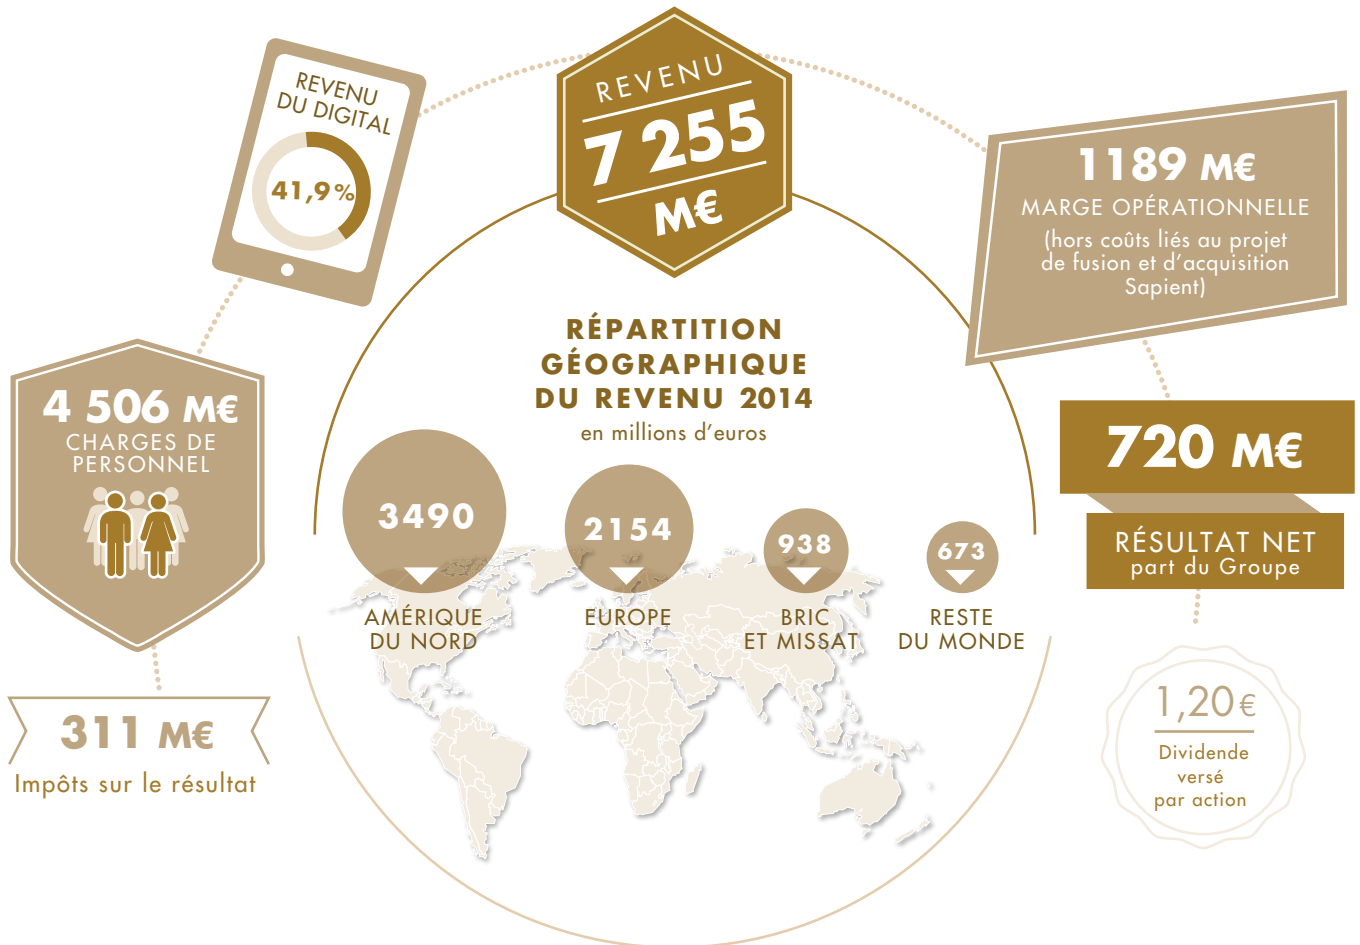 REVENU
7 255
M€
REVENU
DU DIGITAL
41,9 %
1189 M€
MARGE OPÉRATIONNELLE
(hors coûts liés au projet
de fusion et d'acquisition
Sapient)
4 506 M€
CHARGES DE
PERSONNEL
RÉPARTITION
GÉOGRAPHIQUE
DU REVENU 2014
en millions d'euros
720 M€
RÉSULTAT NET
part du Groupe
3490
AMÉRIQUE
DU NORD
2154
EUROPE
938
BRIC
ET MISSAT
673
RESTE
DU MONDE
311 M€
Impôts sur le résultat
1,20 €
Dividende
versé
par action